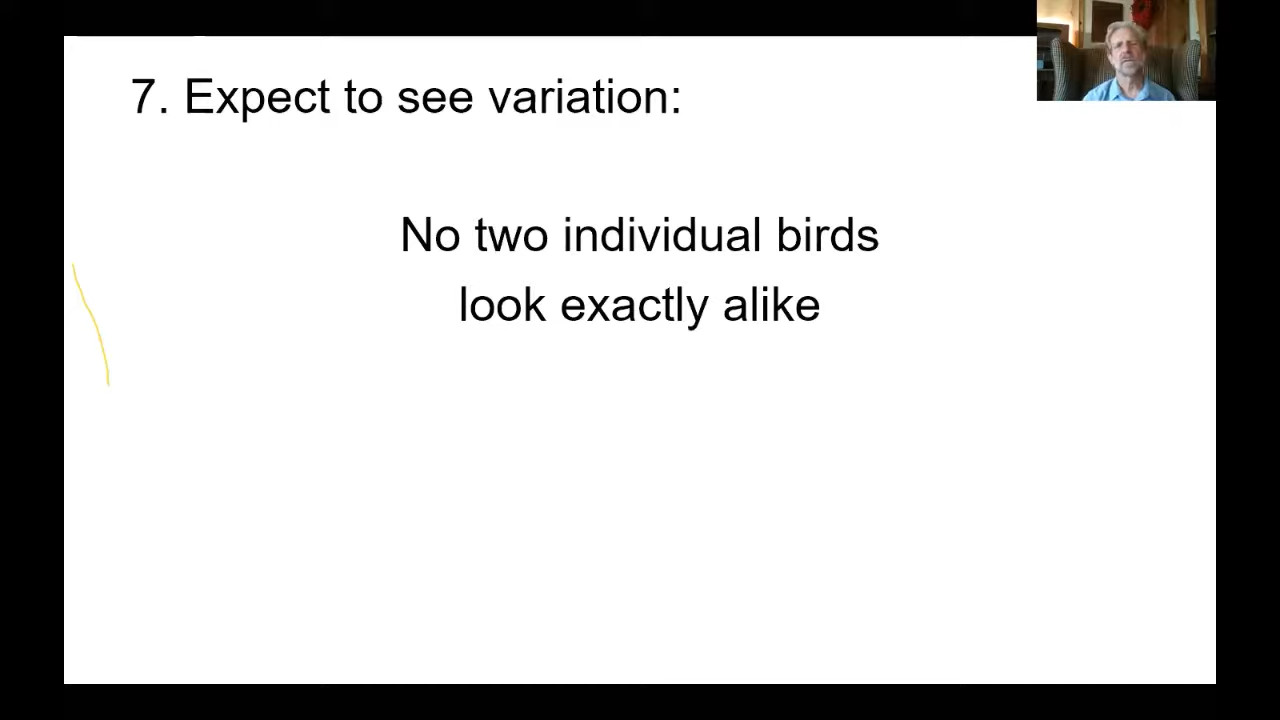 7. Expect to see variation:
No two individual birds
look exactly alike